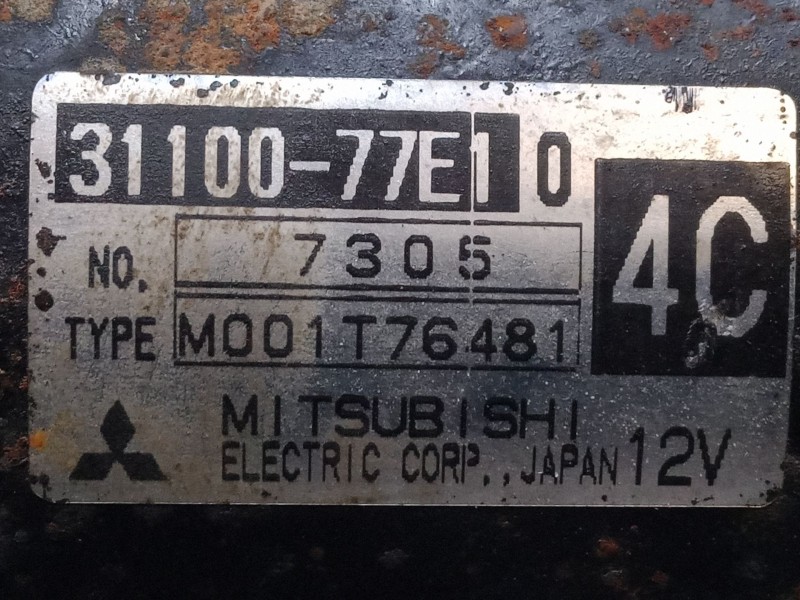 31100-77E10
4C
NO. 7305
TYPE M001T76481
MITSUBISHI
ELECTRIC CORP., JAPAN 12V